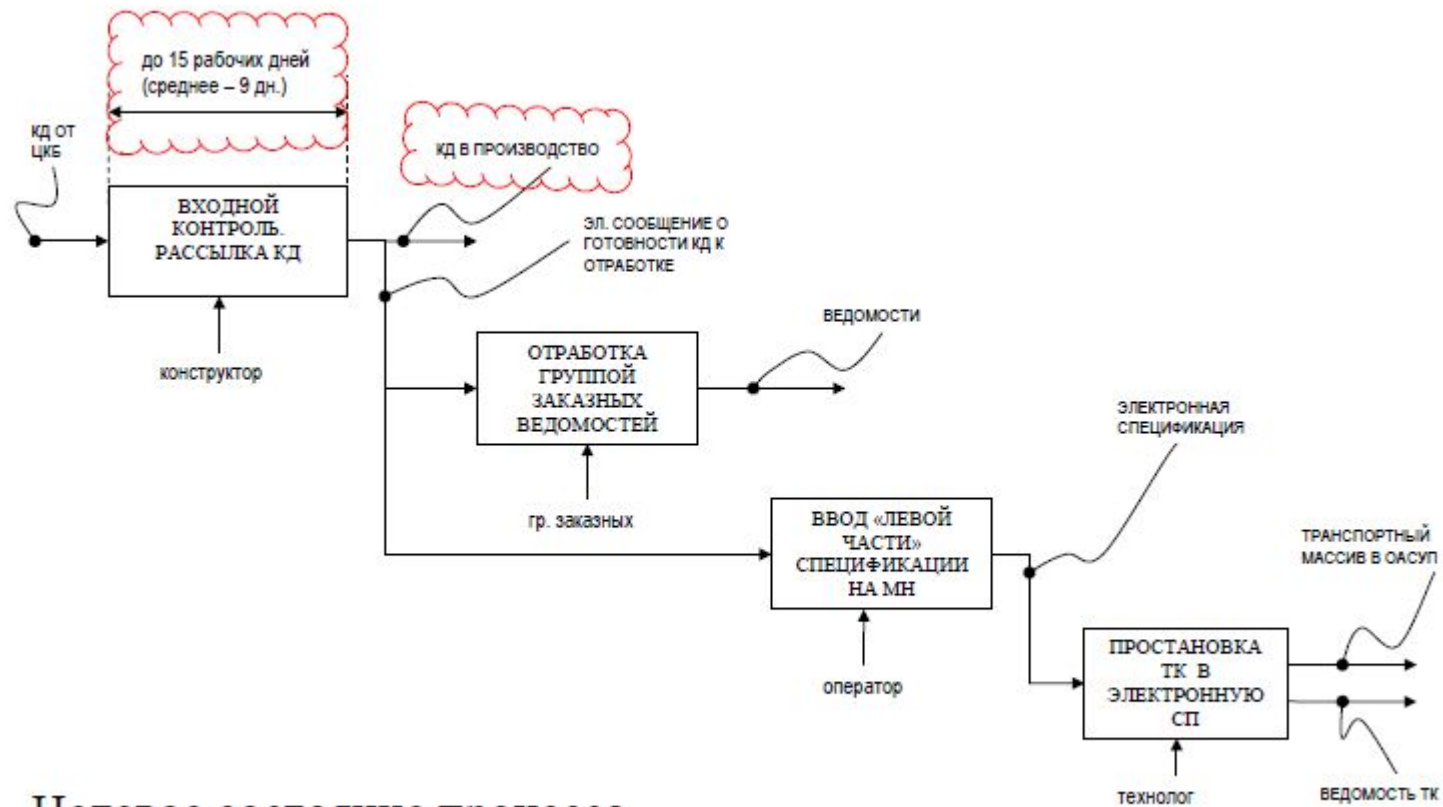 до 15 рабочих дней
(среднее – 9 дн.)
КД ОТ
ЦКБ
КД В ПРОИЗВОДСТВО
ВХОДНОЙ
КОНТРОЛЬ.
РАССЫЛКА КД
ЭЛ. СООБЩЕНИЕ О
ГОТОВНОСТИ КД К
ОТРАБОТКЕ
конструктор
ВЕДОМОСТИ
ОТРАБОТКА
ГРУППОЙ
ЗАКАЗНЫХ
ВЕДОМОСТЕЙ
гр. заказных
ЭЛЕКТРОННАЯ
СПЕЦИФИКАЦИЯ
ВВОД «ЛЕВОЙ
ЧАСТИ»
СПЕЦИФИКАЦИИ
НА МН
оператор
ТРАНСПОРТНЫЙ
МАССИВ В ОАСУП
ПРОСТАНОВКА
ТК В
ЭЛЕКТРОННУЮ
СП
технолог
ВЕДОМОСТЬ ТК